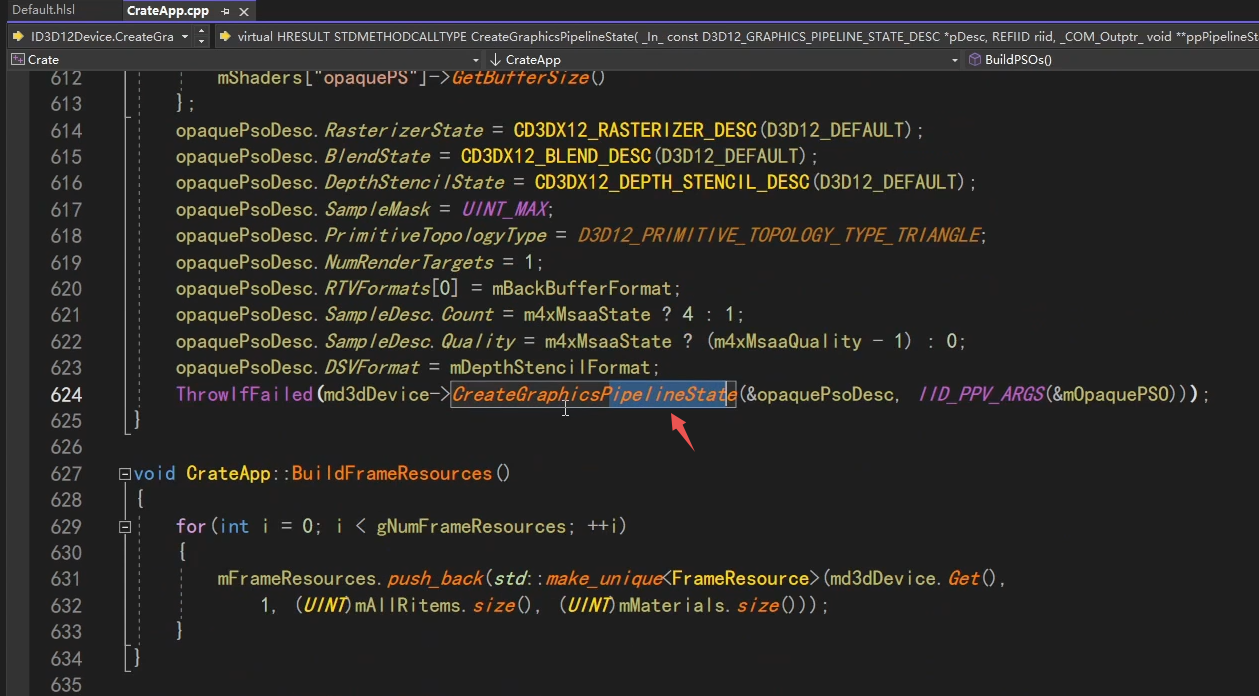 Default.hlsl
CrateApp.cpp
ID3D12Device.CreateGra
virtual HRESULT STDMETHODCALLTYPE CreateGraphicsPipelineState( _In_ const D3D12_GRAPHICS_PIPELINE_STATE_DESC *pDesc, REFIID riid, _COM_Outptr_ void **ppPipelineSt
Crate
CrateApp
BuildPSOs()
612 mShaders["opaquePS"]->GetBufferSize()
613 };
614 opaquePsoDesc.RasterizerState = CD3DX12_RASTERIZER_DESC(D3D12_DEFAULT);
615 opaquePsoDesc.BlendState = CD3DX12_BLEND_DESC(D3D12_DEFAULT);
616 opaquePsoDesc.DepthStencilState = CD3DX12_DEPTH_STENCIL_DESC(D3D12_DEFAULT);
617 opaquePsoDesc.SampleMask = UINT_MAX;
618 opaquePsoDesc.PrimitiveTopologyType = D3D12_PRIMITIVE_TOPOLOGY_TYPE_TRIANGLE;
619 opaquePsoDesc.NumRenderTargets = 1;
620 opaquePsoDesc.RTVFormats[0] = mBackBufferFormat;
621 opaquePsoDesc.SampleDesc.Count = m4xMsaaState ? 4 : 1;
622 opaquePsoDesc.SampleDesc.Quality = m4xMsaaState ? (m4xMsaaQuality - 1) : 0;
623 opaquePsoDesc.DSVFormat = mDepthStencilFormat;
624 ThrowIfFailed(md3dDevice->CreateGraphicsPipelineState(&opaquePsoDesc, IID_PPV_ARGS(&mOpaquePSO)));
625 }
626
627 void CrateApp::BuildFrameResources()
628 {
629 for(int i = 0; i < gNumFrameResources; ++i)
630 {
631 mFrameResources.push_back(std::make_unique<FrameResource>(md3dDevice.Get(),
632 1, (UINT)mAllRitems.size(), (UINT)mMaterials.size()));
633 }
634 }
635